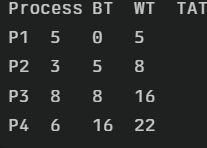 Process BT  WT  TAT
P1  5   0   5
P2  3   5   8
P3  8   8   16
P4  6   16  22